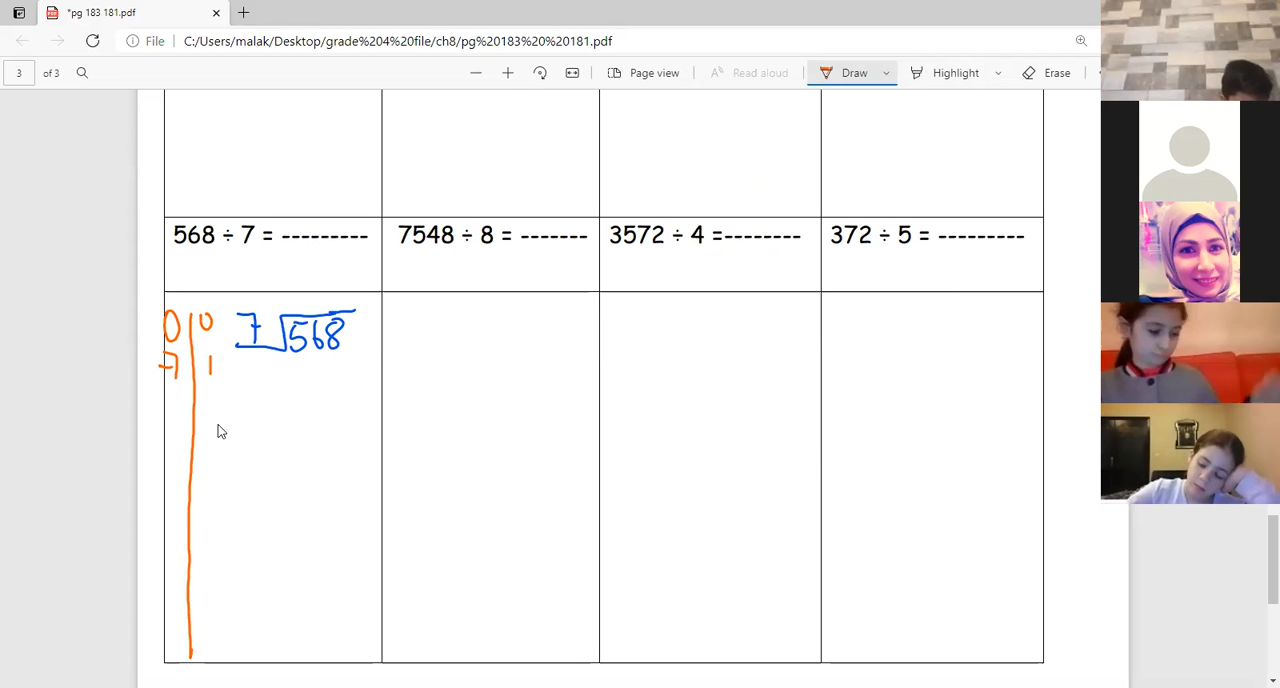 *pg 183 181.pdf
File C:/Users/malak/Desktop/grade%204%20file/ch8/pg%20183%20%20181.pdf
3 of 3 Page view Read aloud Draw Highlight Erase
568 ÷ 7 = --------- 7548 ÷ 8 = ------- 3572 ÷ 4 =-------- 372 ÷ 5 = ---------
0 0 7 568
7 1